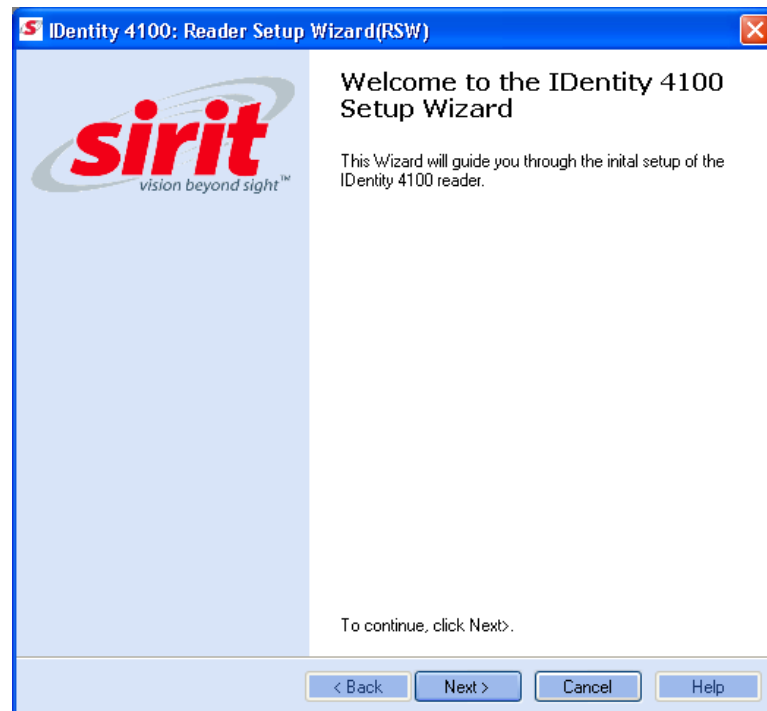 IDentity 4100: Reader Setup Wizard(RSW)
sirit
vision beyond sight™
Welcome to the IDentity 4100
Setup Wizard
This Wizard will guide you through the inital setup of the
IDentity 4100 reader.
To continue, click Next>.
< Back Next > Cancel Help